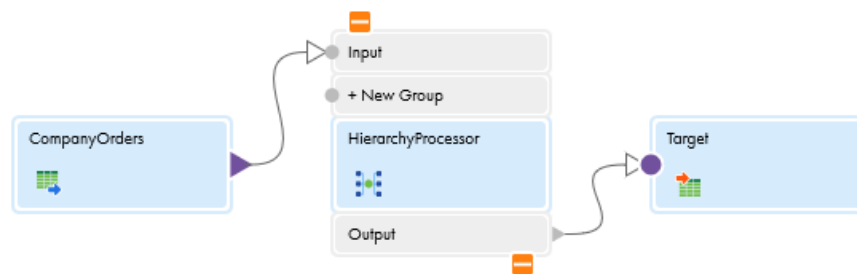 Input
+ New Group
CompanyOrders
HierarchyProcessor
Target
Output